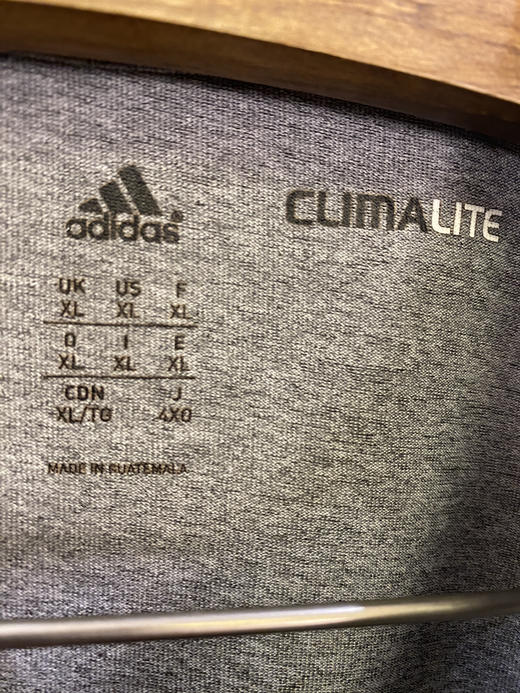 adidas
CLIMALITE
UK US F
XL XL XL
D I E
XL XL XL
CDN J
XL/TG 4XO
MADE IN GUATEMALA